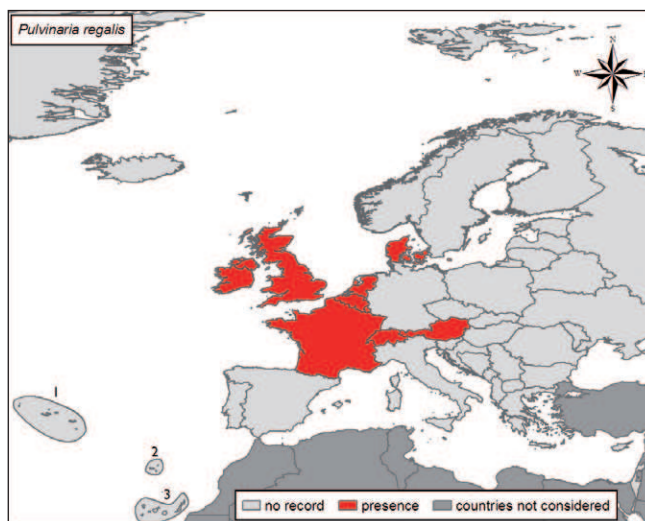 Pulvinaria regalis
N
W
S
1
2
3
no record presence countries not considered